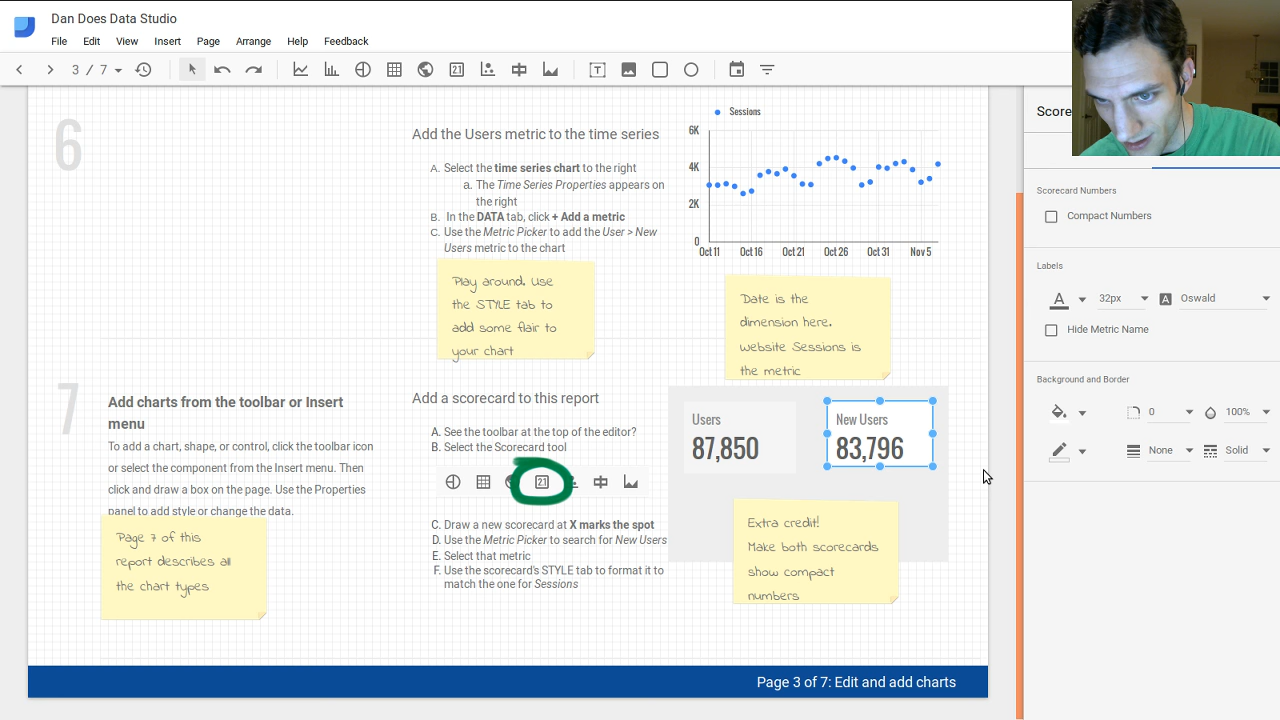 Dan Does Data Studio
File Edit View Insert Page Arrange Help Feedback
3 / 7
6
Add the Users metric to the time series
A. Select the time series chart to the right
a. The Time Series Properties appears on
the right
B. In the DATA tab, click + Add a metric
C. Use the Metric Picker to add the User > New
Users metric to the chart
Play around. Use
the STYLE tab to
add some flair to
your chart
Sessions
6K
4K
2K
0
Oct 11 Oct 16 Oct 21 Oct 26 Oct 31 Nov 5
Date is the
dimension here.
Website Sessions is
the metric
7
Add charts from the toolbar or Insert
menu
To add a chart, shape, or control, click the toolbar icon
or select the component from the Insert menu. Then
click and draw a box on the page. Use the Properties
panel to add style or change the data.
Page 7 of this
report describes all
the chart types
Add a scorecard to this report
A. See the toolbar at the top of the editor?
B. Select the Scorecard tool
21
C. Draw a new scorecard at X marks the spot
D. Use the Metric Picker to search for New Users
E. Select that metric
F. Use the scorecard's STYLE tab to format it to
match the one for Sessions
Users
87,850
New Users
83,796
Extra credit!
Make both scorecards
show compact
numbers
Page 3 of 7: Edit and add charts
Score
Scorecard Numbers
Compact Numbers
Labels
A 32px A Oswald
Hide Metric Name
Background and Border
0 100%
None Solid